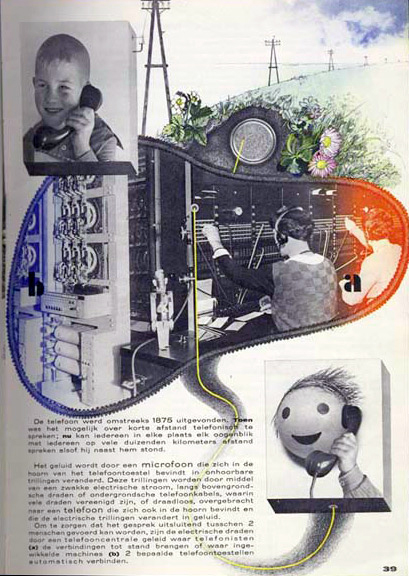 b
a
De telefoon werd omstreeks 1875 uitgevonden. Toen
was het mogelijk over korte afstand telefonisch te
spreken; nu kan iedereen in elke plaats elk oogenblik
met iedereen op vele duizenden kilometers afstand
spreken alsof hij naast hem stond.
Het geluid wordt door een microfoon die zich in de
hoorn van het telefoontoestel bevindt in onhoorbare
trillingen veranderd. Deze trillingen worden door middel
van een zwakke electrische stroom, langs bovengrond-
sche draden of ondergrondsche telefoonkabels, waarin
vele draden vereenigd zijn, of draadloos, overgebracht
naar een telefoon die zich ook in de hoorn bevindt en
die de electrische trillingen verandert in geluid.
Om te zorgen dat het gesprek uitsluitend tusschen 2
menschen gevoerd kan worden, zijn de electrische draden
door een telefooncentrale geleid waar telefonisten
(a) de verbindingen tot stand brengen of waar inge-
wikkelde machines (b) 2 bepaalde telefoontoestellen
automatisch verbinden.
39